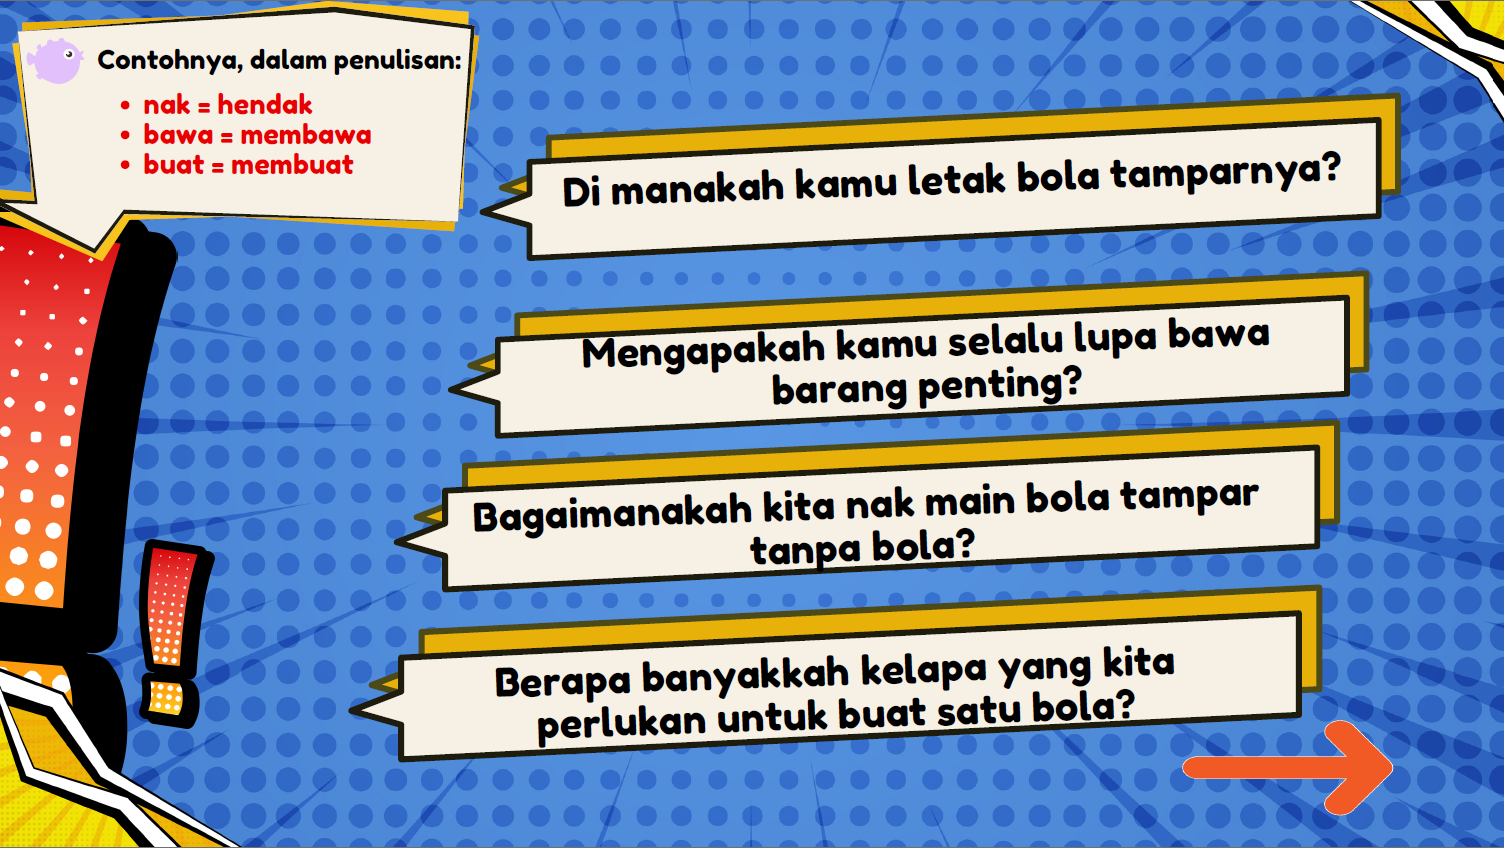 Contohnya, dalam penulisan:
• nak = hendak
• bawa = membawa
• buat = membuat
Di manakah kamu letak bola tamparnya?
Mengapakah kamu selalu lupa bawa
barang penting?
Bagaimanakah kita nak main bola tampar
tanpa bola?
Berapa banyakkah kelapa yang kita
perlukan untuk buat satu bola?